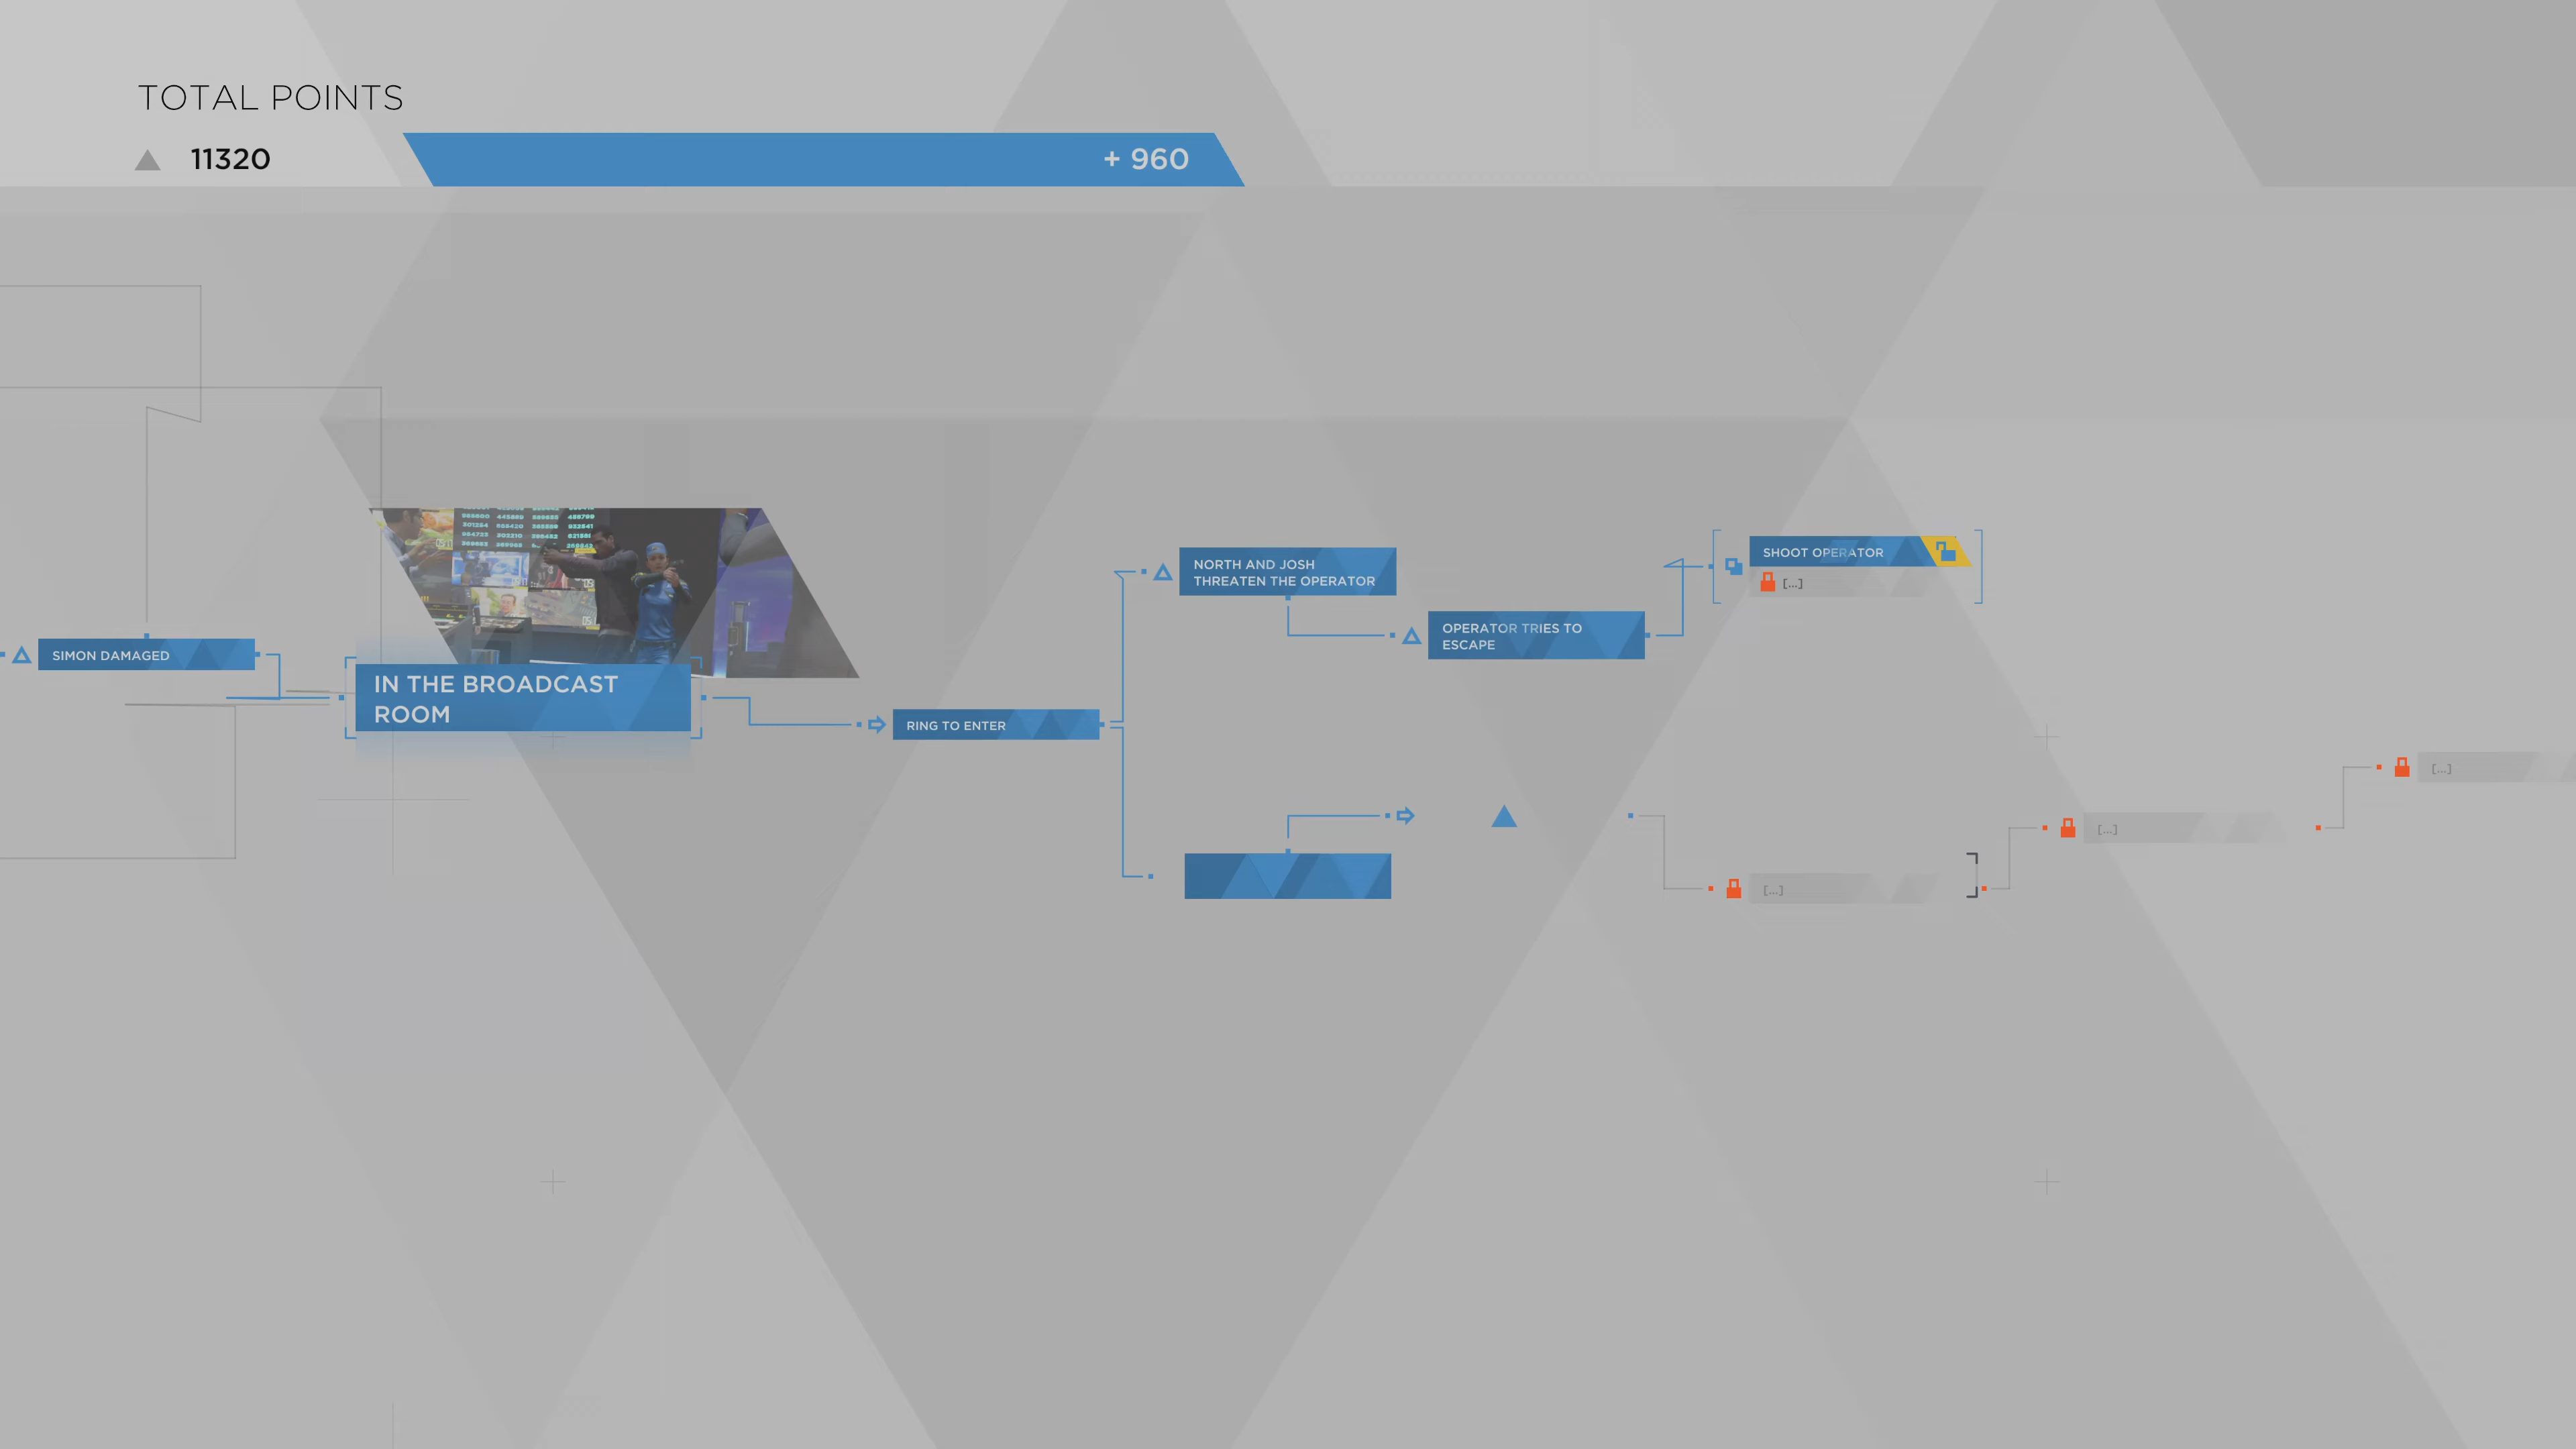 TOTAL POINTS
11320
+ 960
SIMON DAMAGED
IN THE BROADCAST
ROOM
RING TO ENTER
NORTH AND JOSH
THREATEN THE OPERATOR
OPERATOR TRIES TO
ESCAPE
SHOOT OPERATOR
[...]
[...]
[...]
[...]